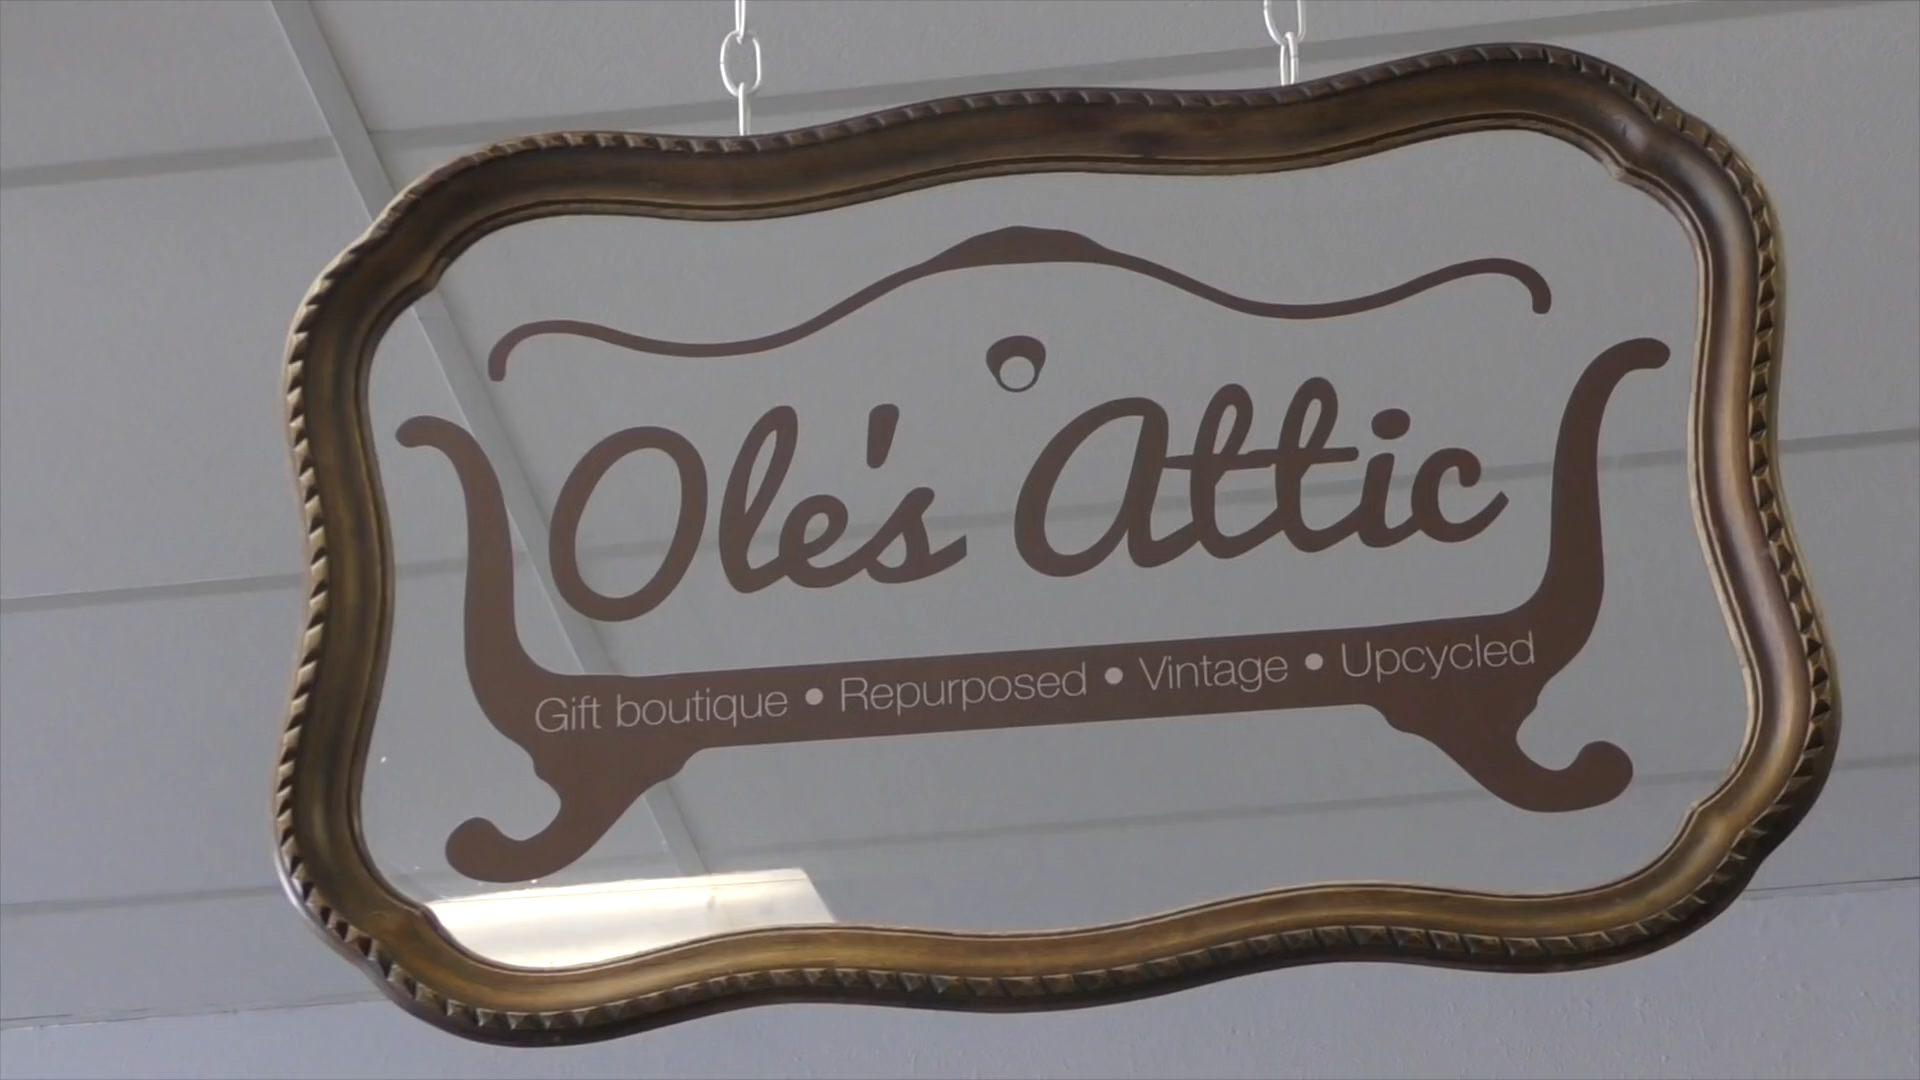 Ole's Attic
Gift boutique • Repurposed • Vintage • Upcycled